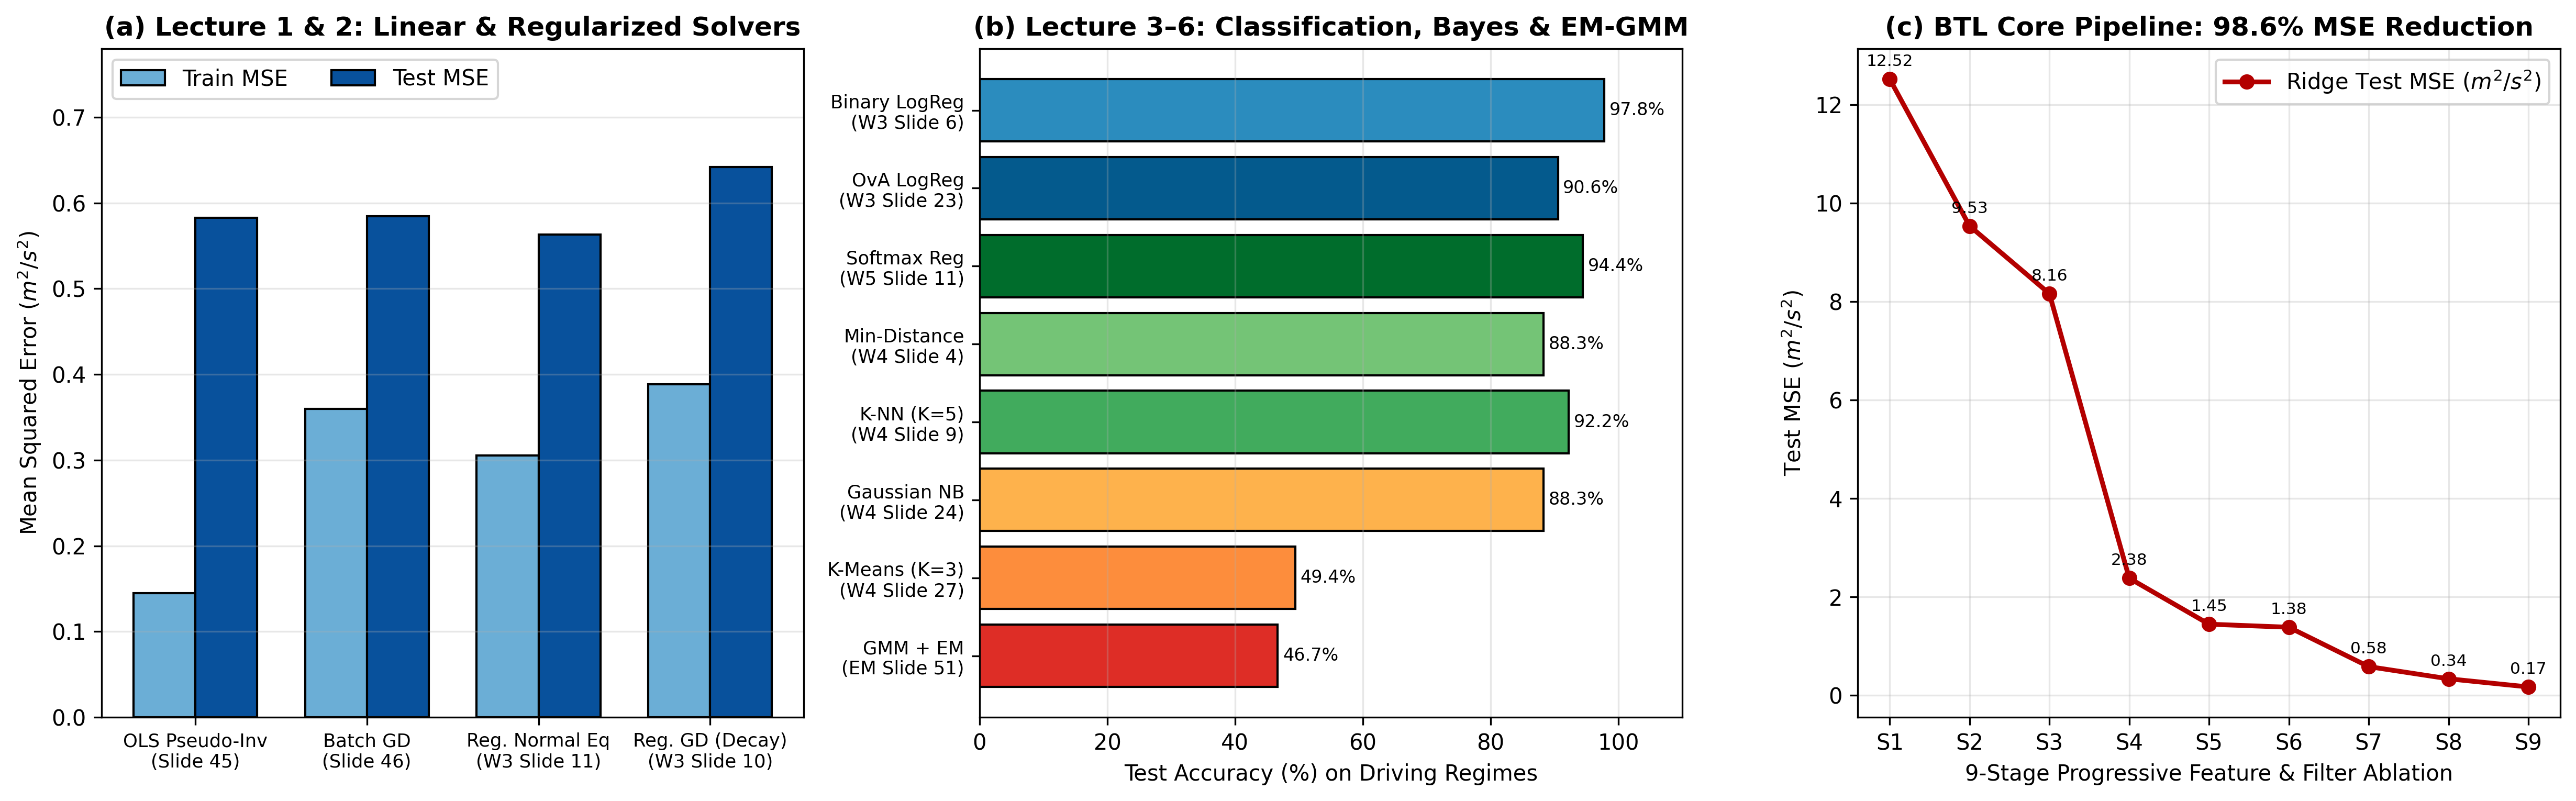 (a) Lecture 1 & 2: Linear & Regularized Solvers
Train MSE
Test MSE
Mean Squared Error (m²/s²)
0.7
0.6
0.5
0.4
0.3
0.2
0.1
0.0
OLS Pseudo-Inv
(Slide 45)
Batch GD
(Slide 46)
Reg. Normal Eq
(W3 Slide 11)
Reg. GD (Decay)
(W3 Slide 10)
(b) Lecture 3–6: Classification, Bayes & EM-GMM
Binary LogReg
(W3 Slide 6)
97.8%
OvA LogReg
(W3 Slide 23)
90.6%
Softmax Reg
(W5 Slide 11)
94.4%
Min-Distance
(W4 Slide 4)
88.3%
K-NN (K=5)
(W4 Slide 9)
92.2%
Gaussian NB
(W4 Slide 24)
88.3%
K-Means (K=3)
(W4 Slide 27)
49.4%
GMM + EM
(EM Slide 51)
46.7%
0 20 40 60 80 100
Test Accuracy (%) on Driving Regimes
(c) BTL Core Pipeline: 98.6% MSE Reduction
Ridge Test MSE (m²/s²)
Test MSE (m²/s²)
12
10
8
6
4
2
0
12.52
9.53
8.16
2.38
1.45
1.38
0.58
0.34
0.17
S1 S2 S3 S4 S5 S6 S7 S8 S9
9-Stage Progressive Feature & Filter Ablation